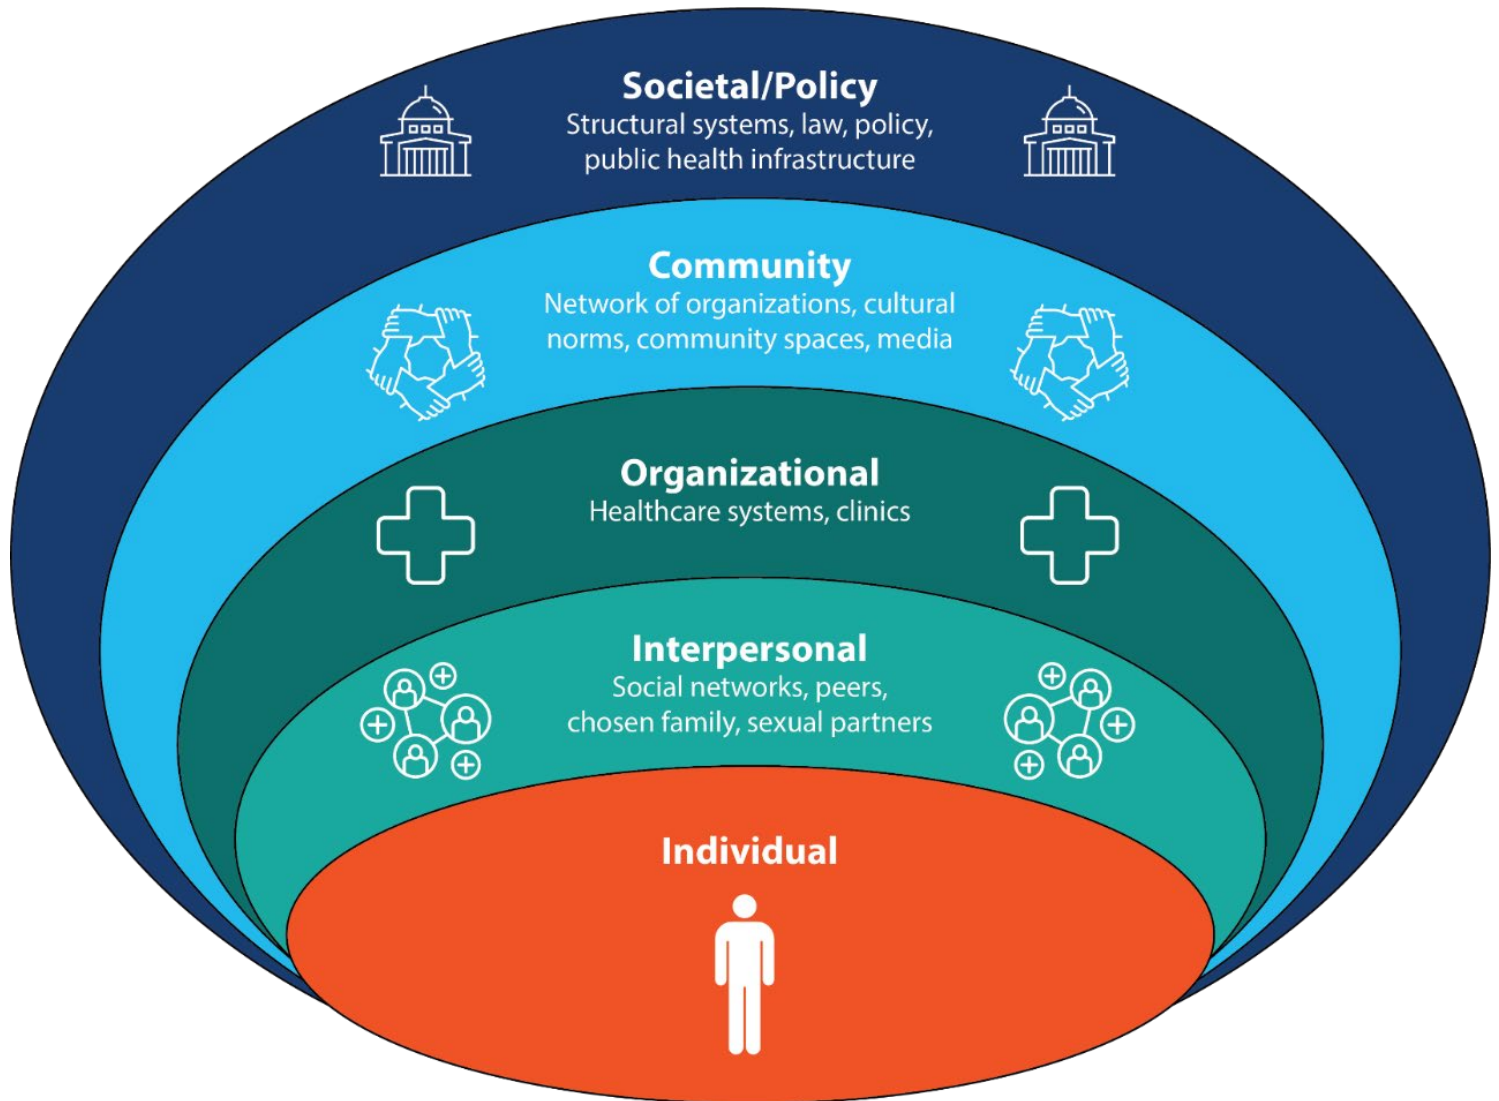 Societal/Policy
Structural systems, law, policy,
public health infrastructure
Community
Network of organizations, cultural
norms, community spaces, media
Organizational
Healthcare systems, clinics
Interpersonal
Social networks, peers,
chosen family, sexual partners
Individual